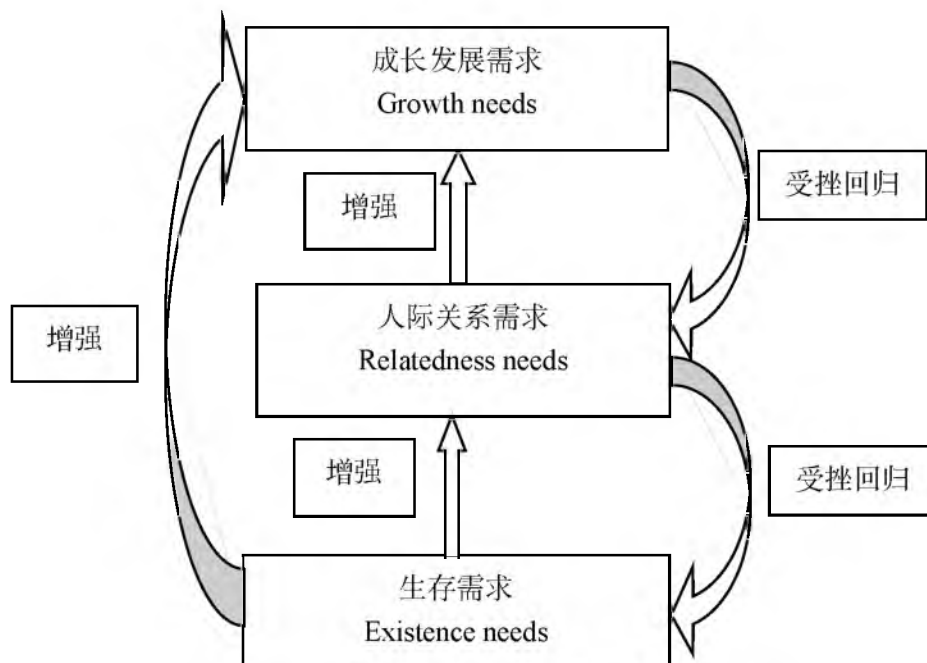 成长发展需求
Growth needs
受挫回归
增强
人际关系需求
Relatedness needs
增强
增强
受挫回归
生存需求
Existence needs